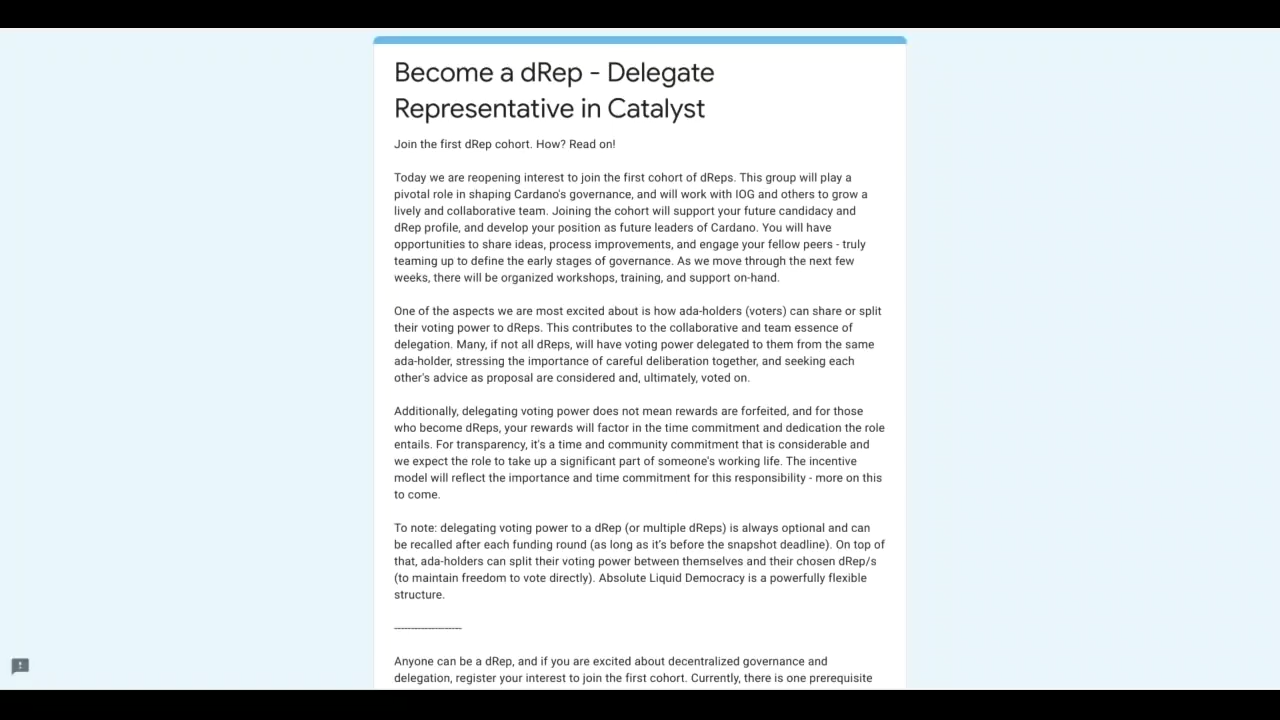 Become a dRep - Delegate
Representative in Catalyst
Join the first dRep cohort. How? Read on!
Today we are reopening interest to join the first cohort of dReps. This group will play a
pivotal role in shaping Cardano's governance, and will work with IOG and others to grow a
lively and collaborative team. Joining the cohort will support your future candidacy and
dRep profile, and develop your position as future leaders of Cardano. You will have
opportunities to share ideas, process improvements, and engage your fellow peers - truly
teaming up to define the early stages of governance. As we move through the next few
weeks, there will be organized workshops, training, and support on-hand.
One of the aspects we are most excited about is how ada-holders (voters) can share or split
their voting power to dReps. This contributes to the collaborative and team essence of
delegation. Many, if not all dReps, will have voting power delegated to them from the same
ada-holder, stressing the importance of careful deliberation together, and seeking each
other's advice as proposal are considered and, ultimately, voted on.
Additionally, delegating voting power does not mean rewards are forfeited, and for those
who become dReps, your rewards will factor in the time commitment and dedication the role
entails. For transparency, it's a time and community commitment that is considerable and
we expect the role to take up a significant part of someone's working life. The incentive
model will reflect the importance and time commitment for this responsibility - more on this
to come.
To note: delegating voting power to a dRep (or multiple dReps) is always optional and can
be recalled after each funding round (as long as it's before the snapshot deadline). On top of
that, ada-holders can split their voting power between themselves and their chosen dRep/s
(to maintain freedom to vote directly). Absolute Liquid Democracy is a powerfully flexible
structure.
--------------------
Anyone can be a dRep, and if you are excited about decentralized governance and
delegation, register your interest to join the first cohort. Currently, there is one prerequisite